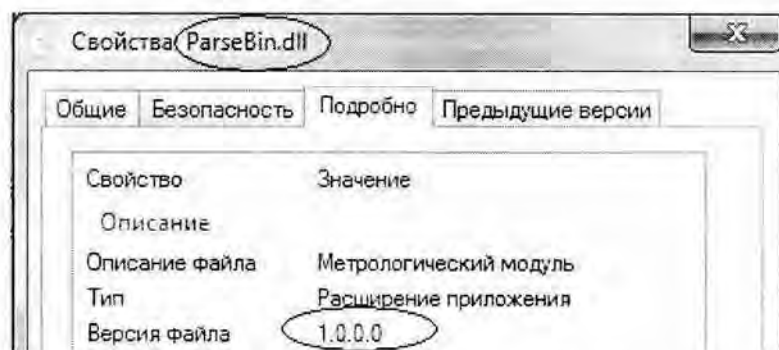 Свойства: ParseBin.dll
Общие Безопасность Подробно Предыдущие версии
Свойство Значение
Описание
Описание файла Метрологический модуль
Тип Расширение приложения
Версия файла 1.0.0.0